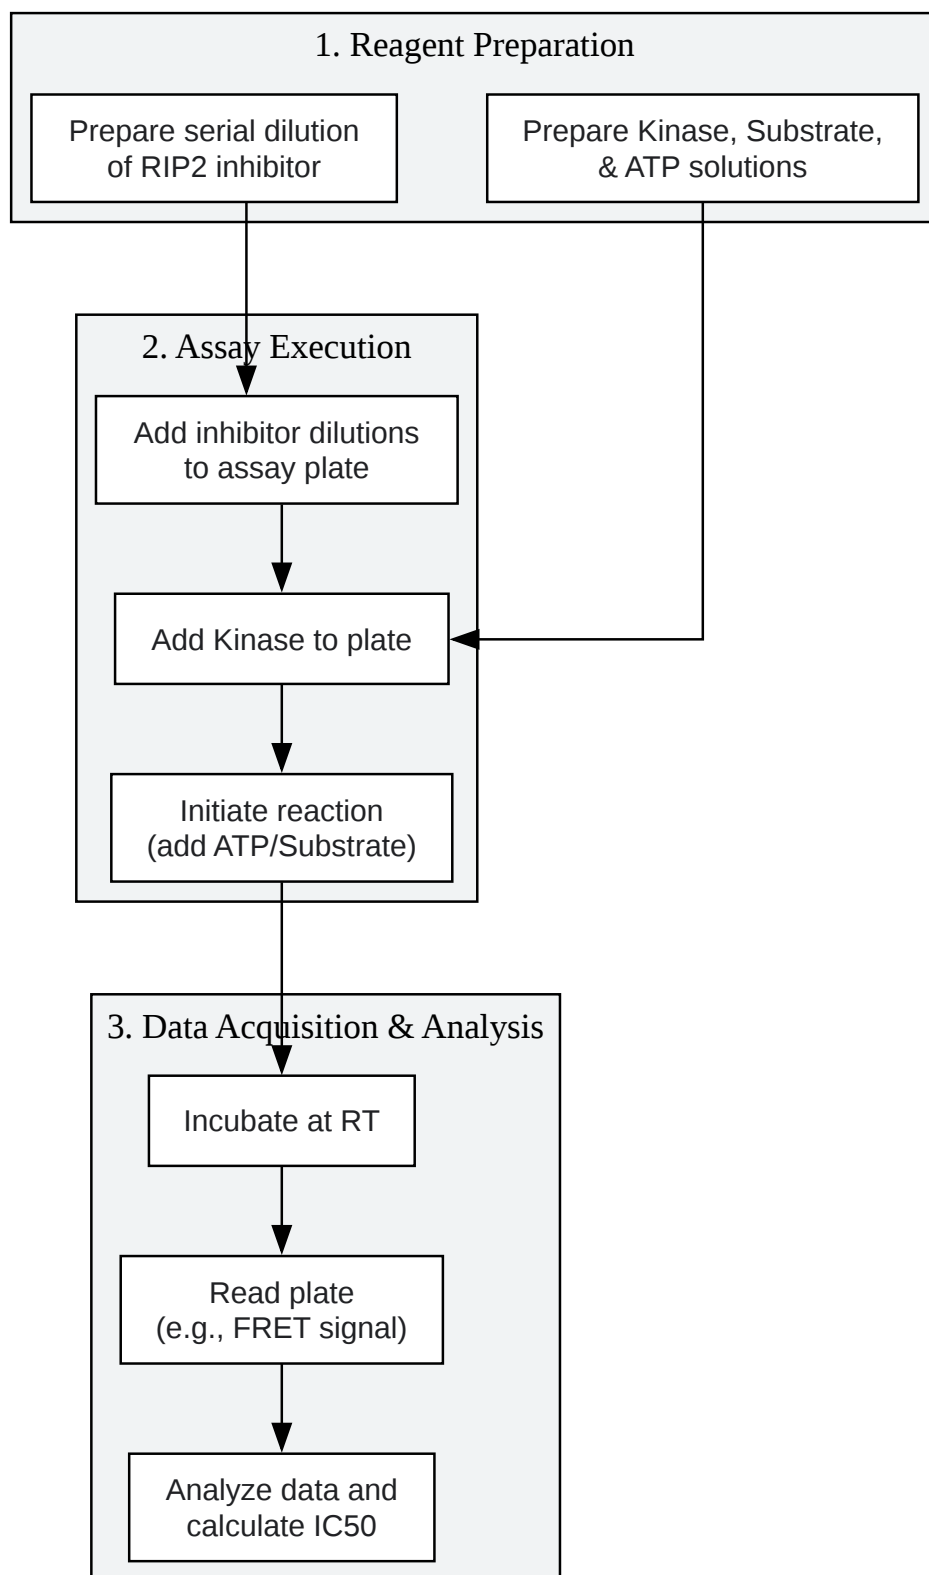 1. Reagent Preparation
Prepare serial dilution
of RIP2 inhibitor
Prepare Kinase, Substrate,
& ATP solutions
2. Assay Execution
Add inhibitor dilutions
to assay plate
Add Kinase to plate
Initiate reaction
(add ATP/Substrate)
3. Data Acquisition & Analysis
Incubate at RT
Read plate
(e.g., FRET signal)
Analyze data and
calculate IC50